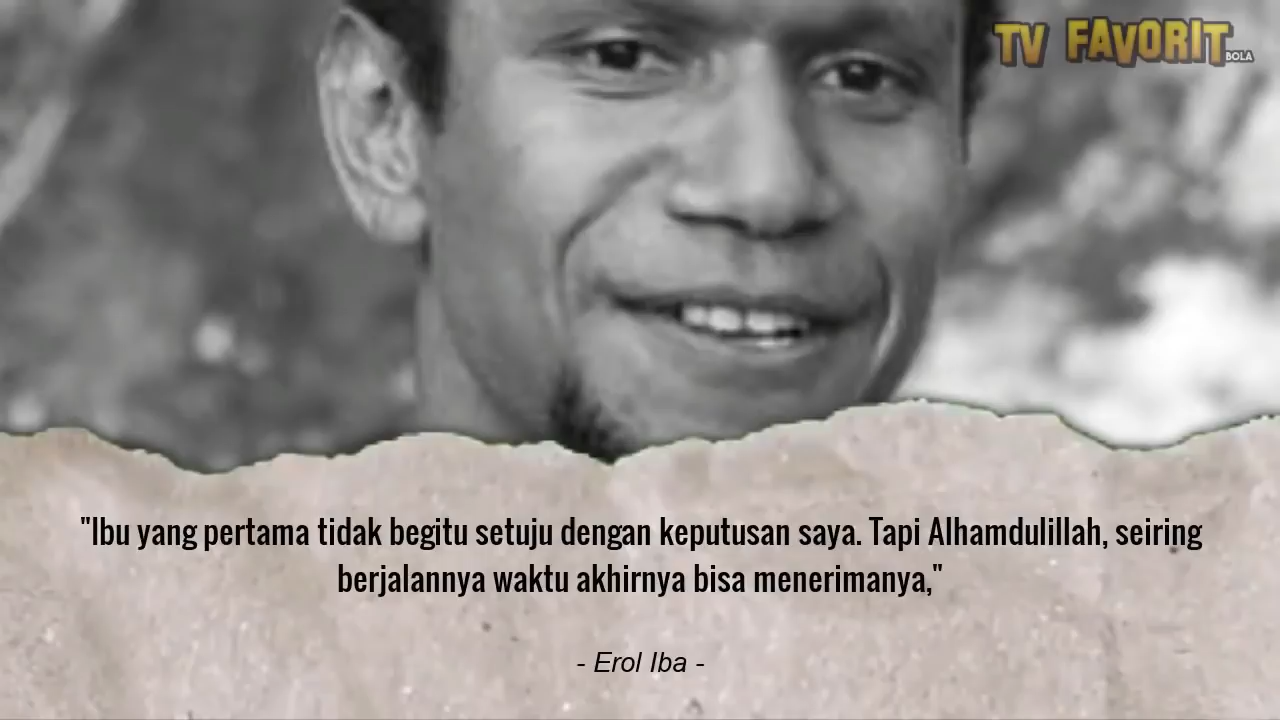 TV FAVORIT
BOLA
"Ibu yang pertama tidak begitu setuju dengan keputusan saya. Tapi Alhamdulillah, seiring
berjalannya waktu akhirnya bisa menerimanya,"
- Erol Iba -